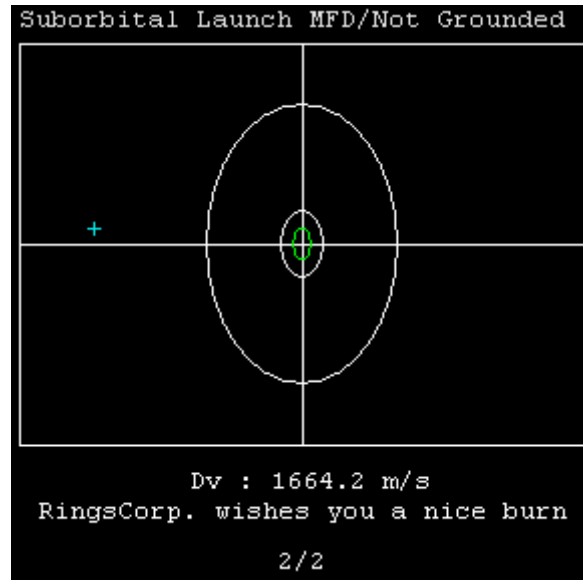 Suborbital Launch MFD/Not Grounded
Dv : 1664.2 m/s
RingsCorp. wishes you a nice burn
2/2